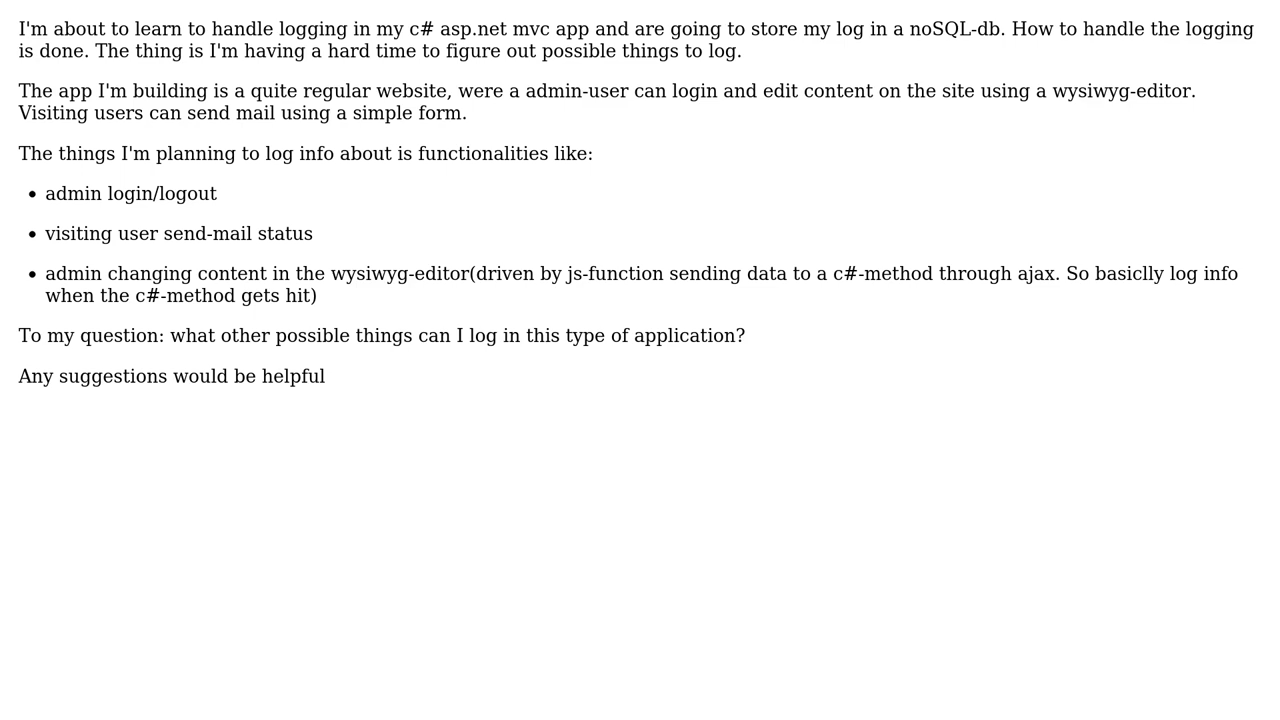 I'm about to learn to handle logging in my c# asp.net mvc app and are going to store my log in a noSQL-db. How to handle the logging
is done. The thing is I'm having a hard time to figure out possible things to log.
The app I'm building is a quite regular website, were a admin-user can login and edit content on the site using a wysiwyg-editor.
Visiting users can send mail using a simple form.
The things I'm planning to log info about is functionalities like:
• admin login/logout
• visiting user send-mail status
• admin changing content in the wysiwyg-editor(driven by js-function sending data to a c#-method through ajax. So basiclly log info
when the c#-method gets hit)
To my question: what other possible things can I log in this type of application?
Any suggestions would be helpful